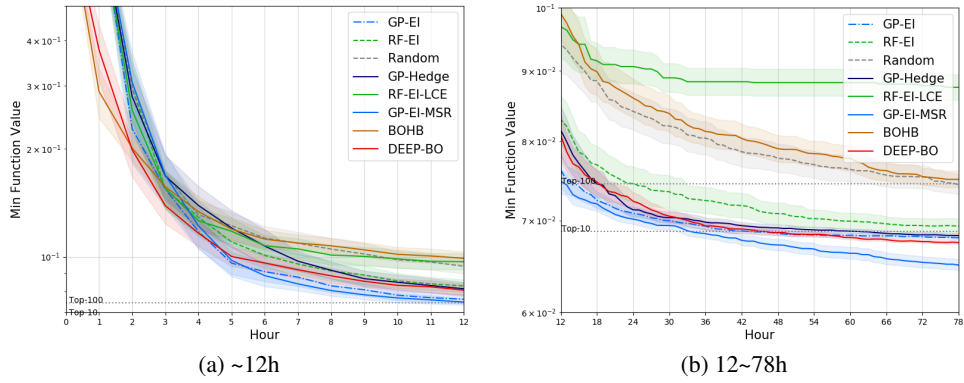 Min Function Value
4 × 10⁻¹
3 × 10⁻¹
2 × 10⁻¹
10⁻¹
Top-100
Top-10
GP-EI
RF-EI
Random
GP-Hedge
RF-EI-LCE
GP-EI-MSR
BOHB
DEEP-BO
0 1 2 3 4 5 6 7 8 9 10 11 12
Hour
(a) ~12h
Min Function Value
10⁻¹
9 × 10⁻²
8 × 10⁻²
7 × 10⁻²
6 × 10⁻²
Top-100
Top-10
GP-EI
RF-EI
Random
GP-Hedge
RF-EI-LCE
GP-EI-MSR
BOHB
DEEP-BO
12 18 24 30 36 42 48 54 60 66 72 78
Hour
(b) 12~78h